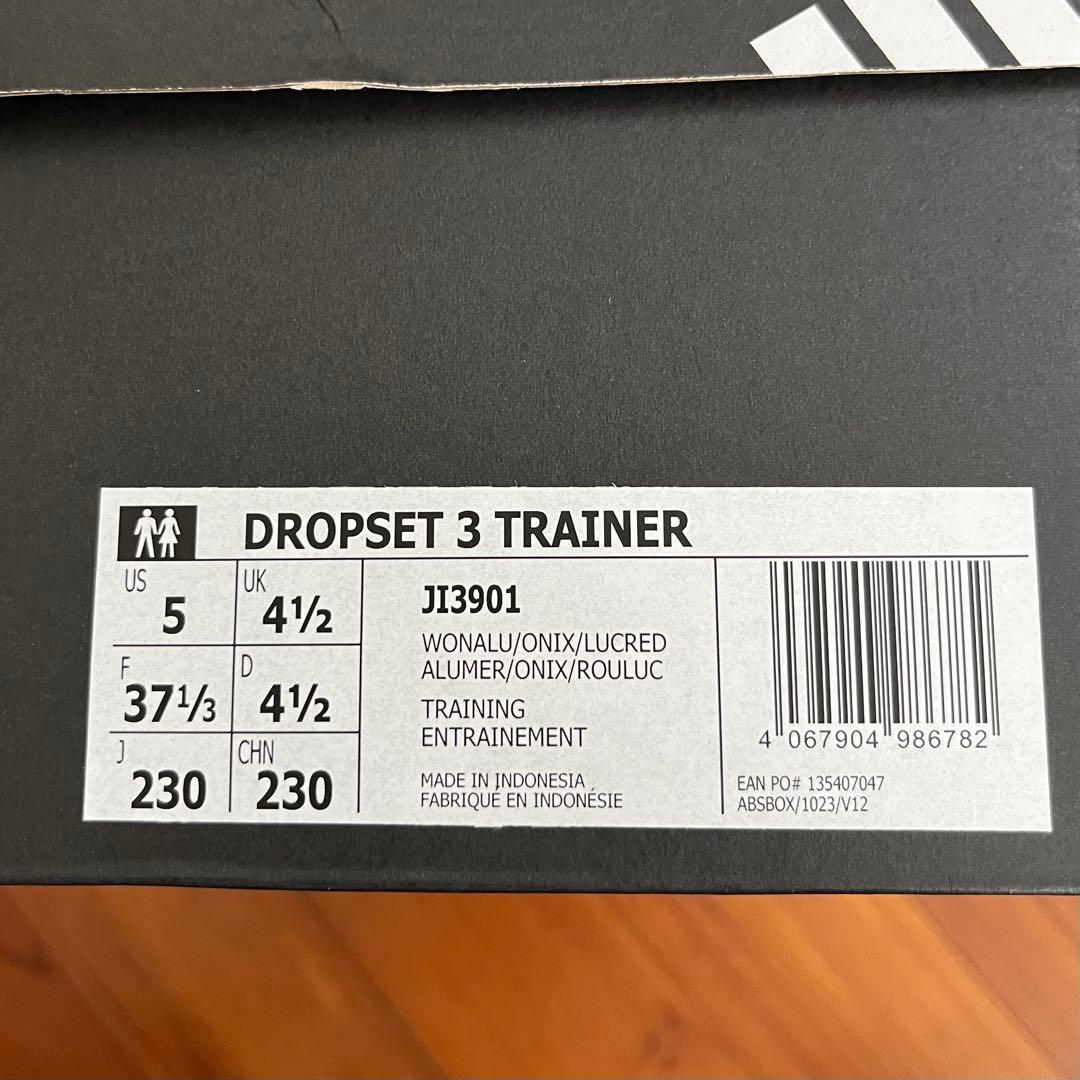 DROPSET 3 TRAINER
US 5 UK 4½
F 37⅓ D 4½
J 230 CHN 230
JI3901
WONALU/ONIX/LUCRED
ALUMER/ONIX/ROULUC
TRAINING
ENTRAINEMENT
MADE IN INDONESIA
FABRIQUÉ EN INDONÉSIE
4 067904 986782
EAN PO# 135407047
ABSBOX/1023/V12